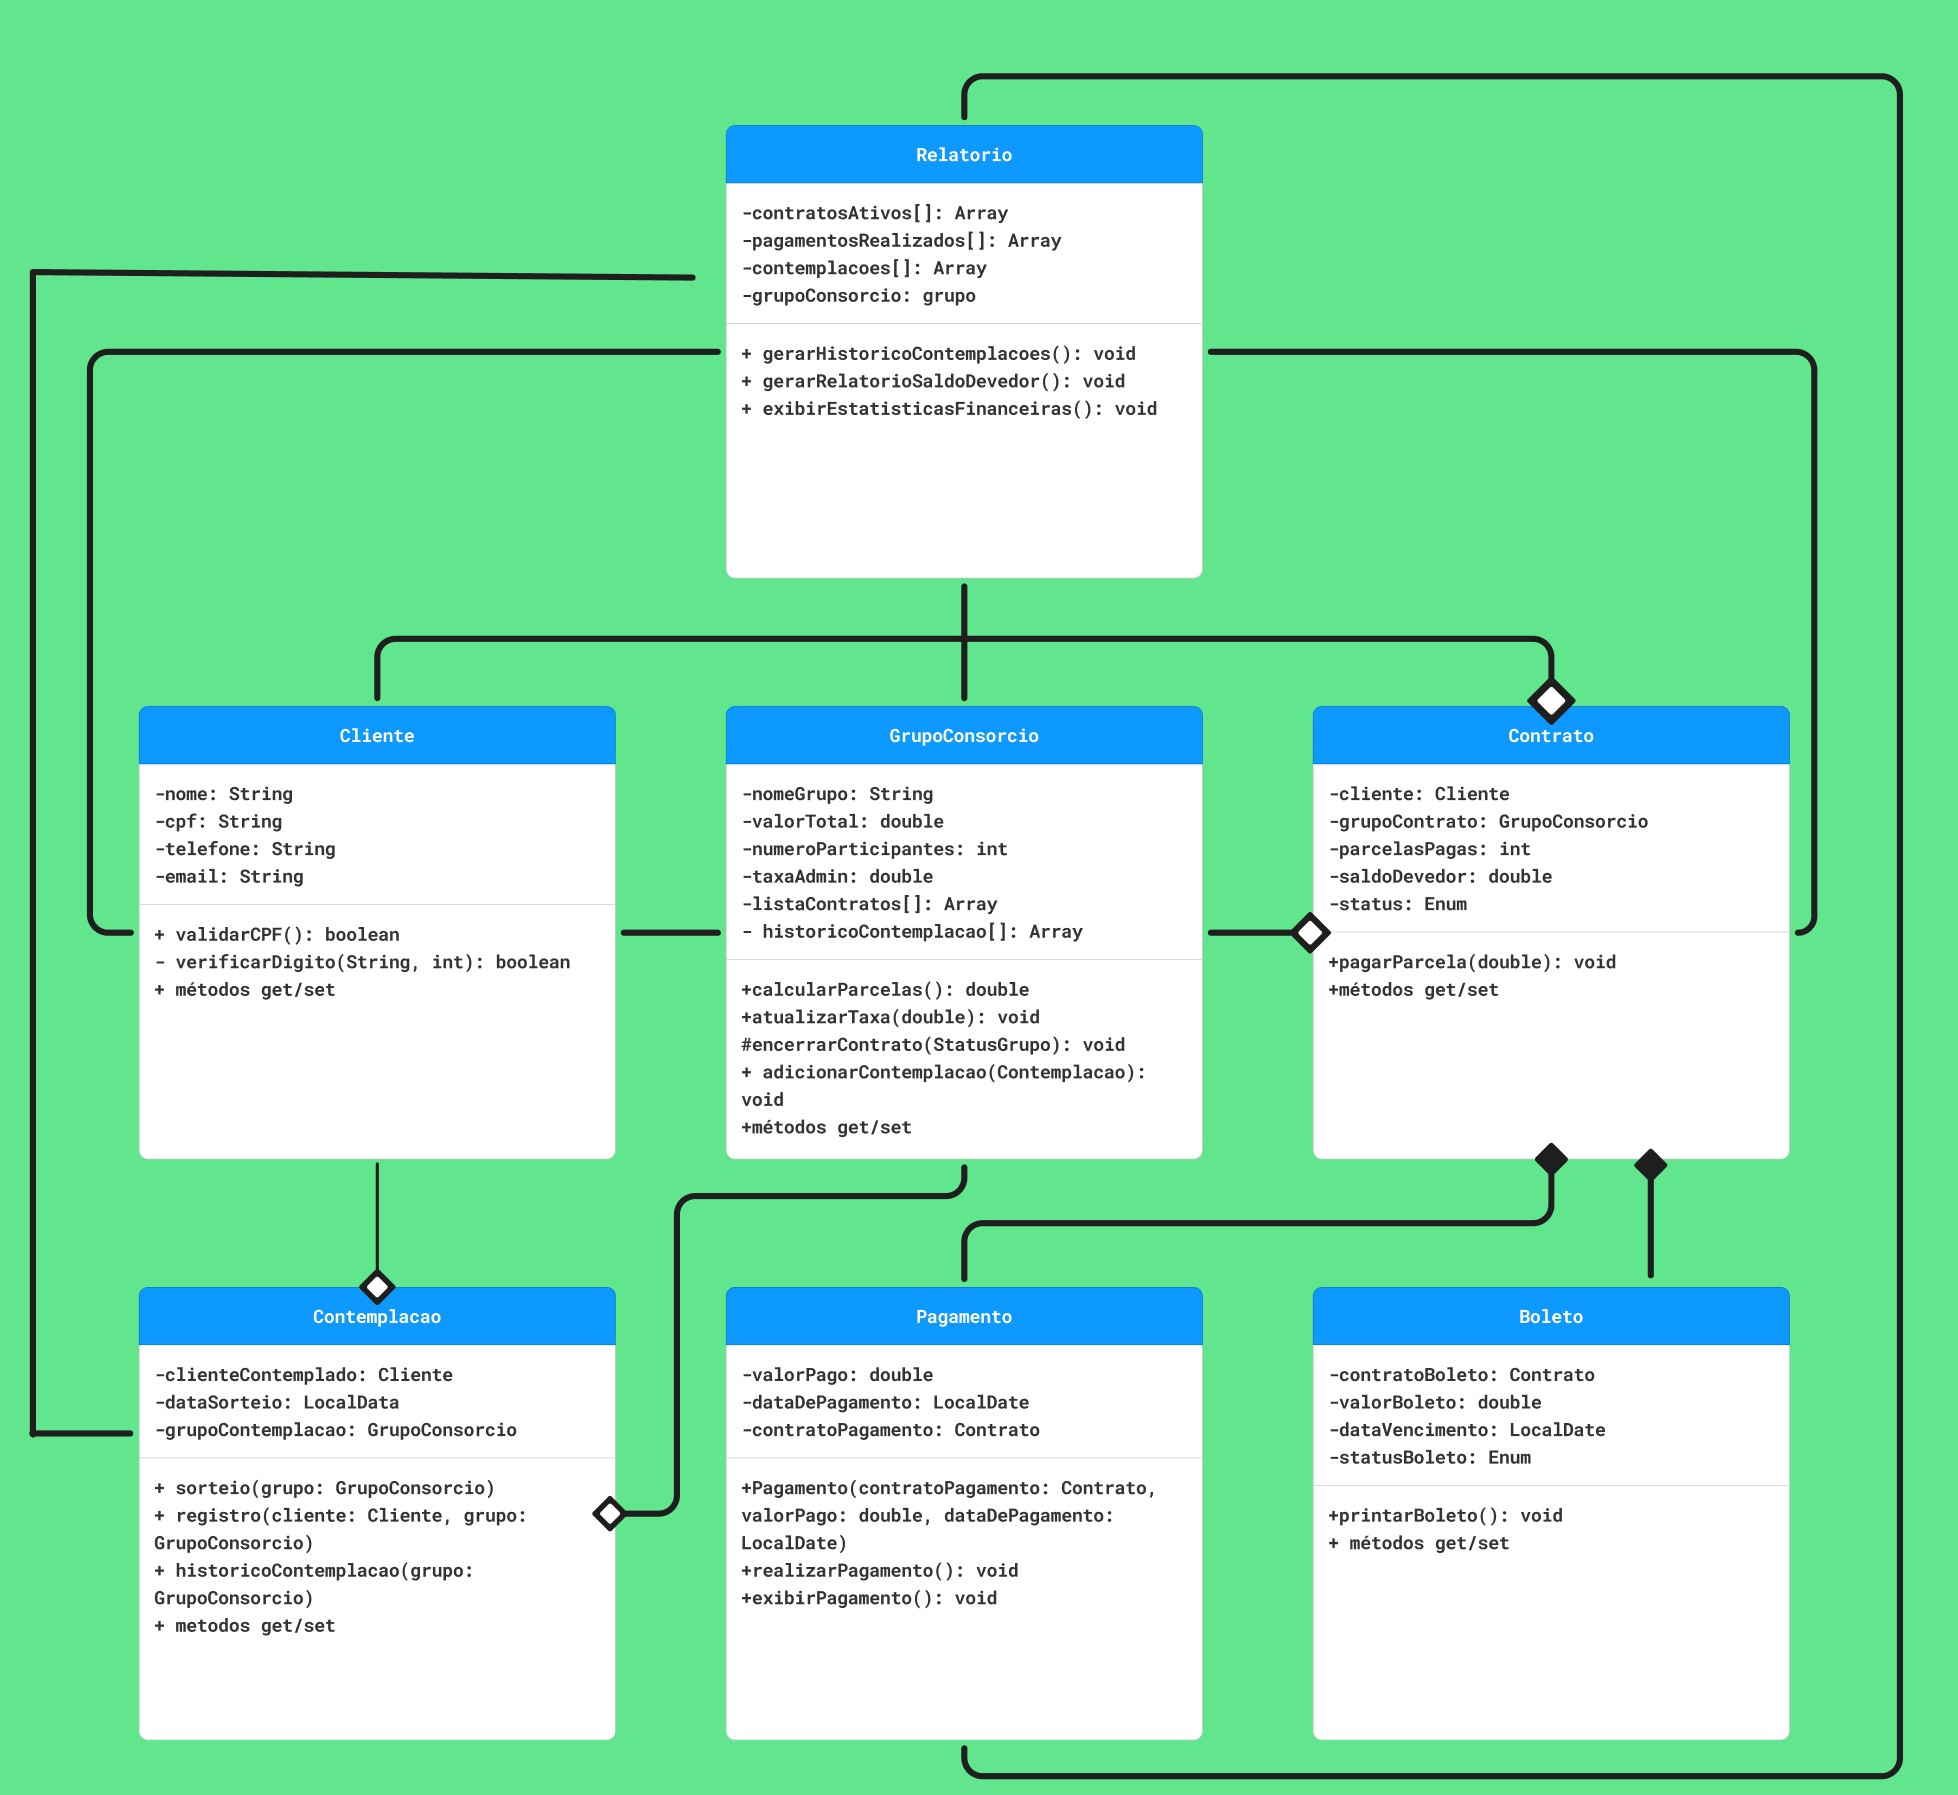 Relatorio
-contratosAtivos[]: Array
-pagamentosRealizados[]: Array
-contemplacoes[]: Array
-grupoConsorcio: grupo
+ gerarHistoricoContemplacoes(): void
+ gerarRelatorioSaldoDevedor(): void
+ exibirEstatisticasFinanceiras(): void
Cliente
-nome: String
-cpf: String
-telefone: String
-email: String
+ validarCPF(): boolean
- verificarDigito(String, int): boolean
+ métodos get/set
GrupoConsorcio
-nomeGrupo: String
-valorTotal: double
-numeroParticipantes: int
-taxaAdmin: double
-listaContratos[]: Array
- historicoContemplacao[]: Array
+calcularParcelas(): double
+atualizarTaxa(double): void
#encerrarContrato(StatusGrupo): void
+ adicionarContemplacao(Contemplacao):
void
+métodos get/set
Contrato
-cliente: Cliente
-grupoContrato: GrupoConsorcio
-parcelasPagas: int
-saldoDevedor: double
-status: Enum
+pagarParcela(double): void
+métodos get/set
Contemplacao
-clienteContemplado: Cliente
-dataSorteio: LocalData
-grupoContemplacao: GrupoConsorcio
+ sorteio(grupo: GrupoConsorcio)
+ registro(cliente: Cliente, grupo:
GrupoConsorcio)
+ historicoContemplacao(grupo:
GrupoConsorcio)
+ metodos get/set
Pagamento
-valorPago: double
-dataDePagamento: LocalDate
-contratoPagamento: Contrato
+Pagamento(contratoPagamento: Contrato,
valorPago: double, dataDePagamento:
LocalDate)
+realizarPagamento(): void
+exibirPagamento(): void
Boleto
-contratoBoleto: Contrato
-valorBoleto: double
-dataVencimento: LocalDate
-statusBoleto: Enum
+printarBoleto(): void
+ métodos get/set